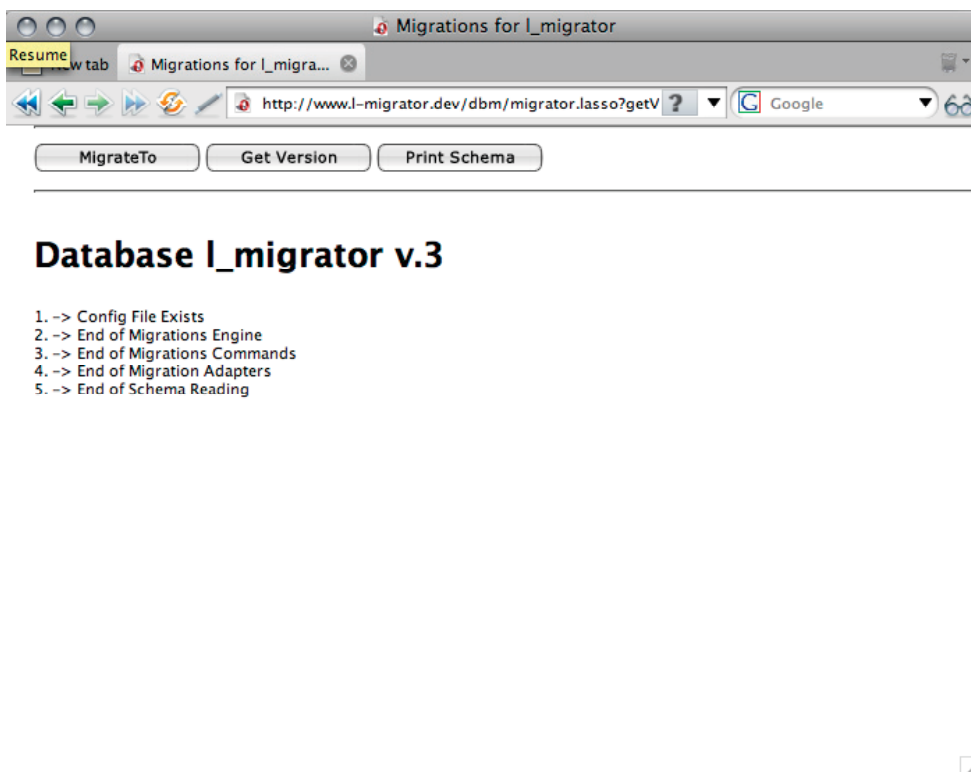 Migrations for l_migrator
Resume
w tab
Migrations for l_migra...
http://www.l-migrator.dev/dbm/migrator.lasso?getV
?
G Google
MigrateTo
Get Version
Print Schema
Database l_migrator v.3
1. -> Config File Exists
2. -> End of Migrations Engine
3. -> End of Migrations Commands
4. -> End of Migration Adapters
5. -> End of Schema Reading